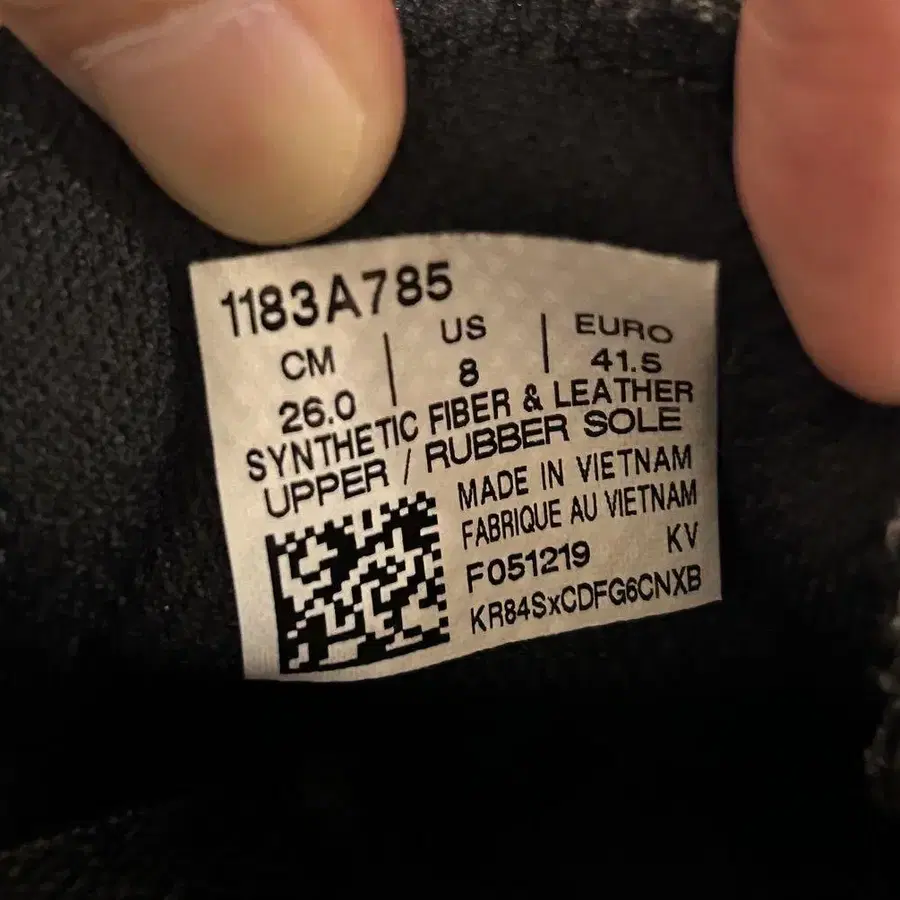 1183A785
CM | US | EURO
26.0 | 8 | 41.5
SYNTHETIC FIBER & LEATHER
UPPER / RUBBER SOLE
MADE IN VIETNAM
FABRIQUE AU VIETNAM
F051219 KV
KR84SxCDFG6CNXB